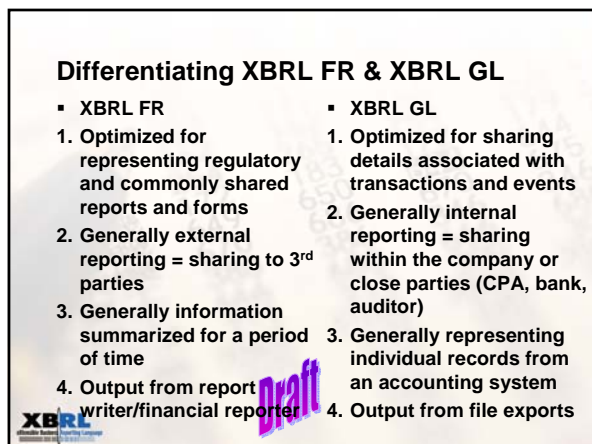 Differentiating XBRL FR & XBRL GL
▪ XBRL FR
1. Optimized for
representing regulatory
and commonly shared
reports and forms
2. Generally external
reporting = sharing to 3rd
parties
3. Generally information
summarized for a period
of time
4. Output from report
writer/financial reporter
▪ XBRL GL
1. Optimized for sharing
details associated with
transactions and events
2. Generally internal
reporting = sharing
within the company or
close parties (CPA, bank,
auditor)
3. Generally representing
individual records from
an accounting system
4. Output from file exports
Draft
XBRL
eXtensible Business Reporting Language